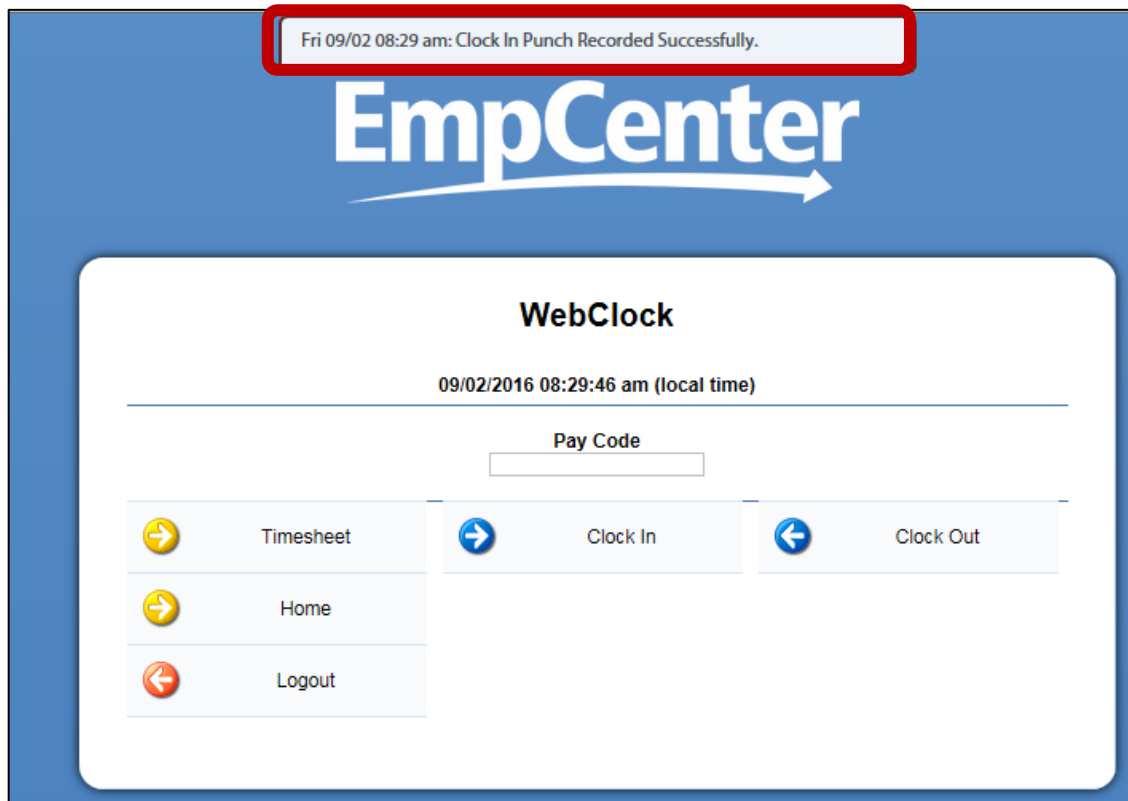 Fri 09/02 08:29 am: Clock In Punch Recorded Successfully.
EmpCenter
WebClock
09/02/2016 08:29:46 am (local time)
Pay Code
Timesheet
Clock In
Clock Out
Home
Logout